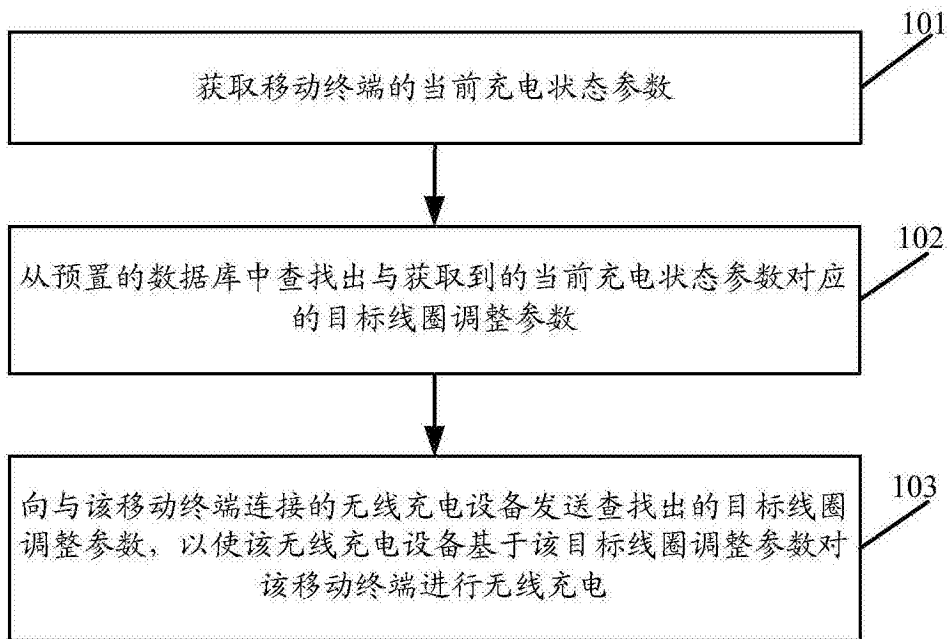 101
获取移动终端的当前充电状态参数
102
从预置的数据库中查找出与获取到的当前充电状态参数对应
的目标线圈调整参数
103
向与该移动终端连接的无线充电设备发送查找出的目标线圈
调整参数，以使该无线充电设备基于该目标线圈调整参数对
该移动终端进行无线充电